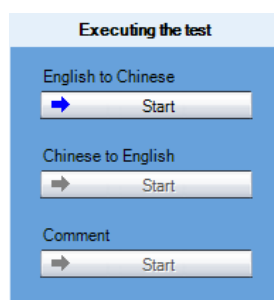 Executing the test
English to Chinese
Start
Chinese to English
Start
Comment
Start